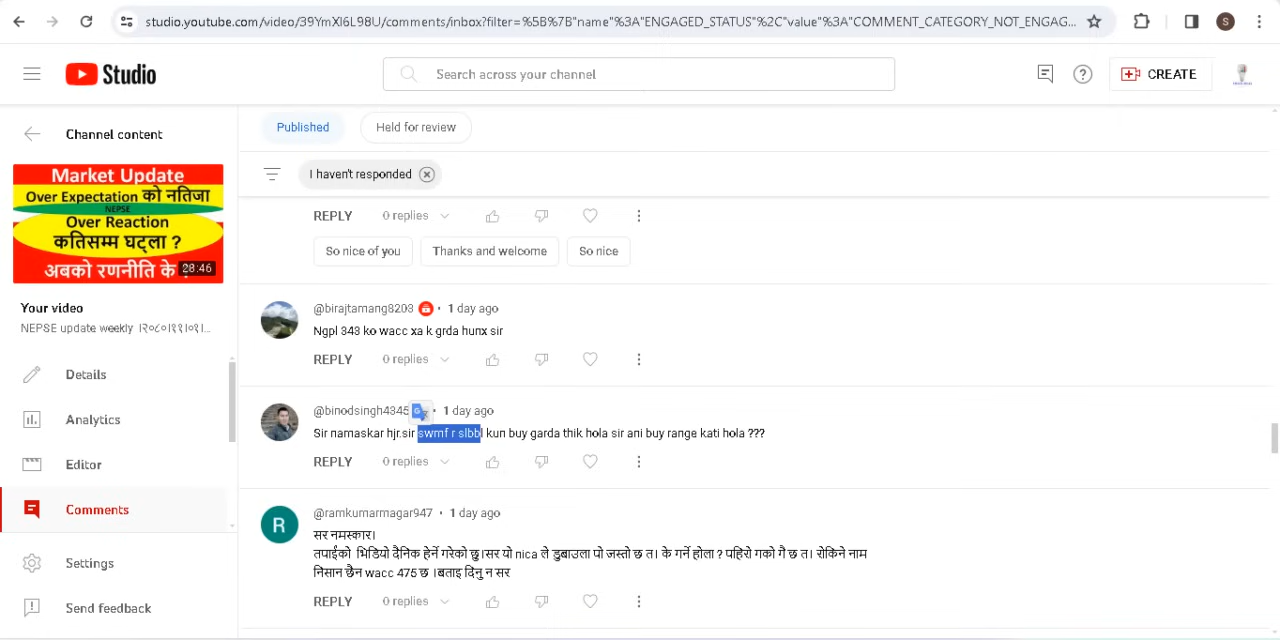 studio.youtube.com/video/39YmXl6L98U/comments/inbox?filter=%5B%7B"name"%3A"ENGAGED_STATUS"%2C"value"%3A"COMMENT_CATEGORY_NOT_ENGAG...
S
Studio
Search across your channel
CREATE
Channel content
Market Update
Over Expectation को नतिजा
NEPSE
Over Reaction
कतिसम्म घट्ला ?
अबको रणनीति के
28:46
Your video
NEPSE update weekly ।२०८०।११।०१।...
Details
Analytics
Editor
Comments
Settings
Send feedback
Published
Held for review
I haven't responded
REPLY 0 replies
So nice of you
Thanks and welcome
So nice
@birajtamang8203 • 1 day ago
Ngpl 343 ko wacc xa k grda hunx sir
REPLY 0 replies
@binodsingh4345 • 1 day ago
Sir namaskar hjr.sir swmf r slbbl kun buy garda thik hola sir ani buy range kati hola ???
REPLY 0 replies
R
@ramkumarmagar947 • 1 day ago
सर नमस्कार।
तपाईको भिडियो दैनिक हेर्ने गरेको छु।सर यो nica ले डुबाउला पो जस्तो छ त। के गर्ने होला ? पहिरो गको गै छ त। रोकिने नाम
निसान छैन wacc 475 छ ।बताइ दिनु न सर
REPLY 0 replies